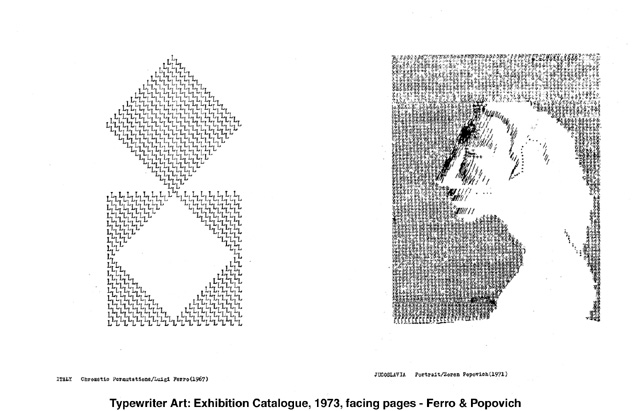 ITALY Chromatic Permutations/Luigi Ferro(1967)
JUGOSLAVIA Portrait/Zoran Popovich(1971)
Typewriter Art: Exhibition Catalogue, 1973, facing pages - Ferro & Popovich